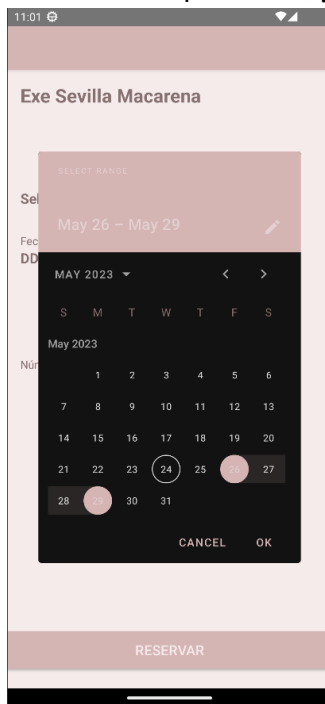 11:01
Exe Sevilla Macarena
SELECT RANGE
Sel
May 26 – May 29
Fec
DD
MAY 2023
S M T W T F S
May 2023
Núr
1 2 3 4 5 6
7 8 9 10 11 12 13
14 15 16 17 18 19 20
21 22 23 24 25 26 27
28 29 30 31
CANCEL OK
RESERVAR